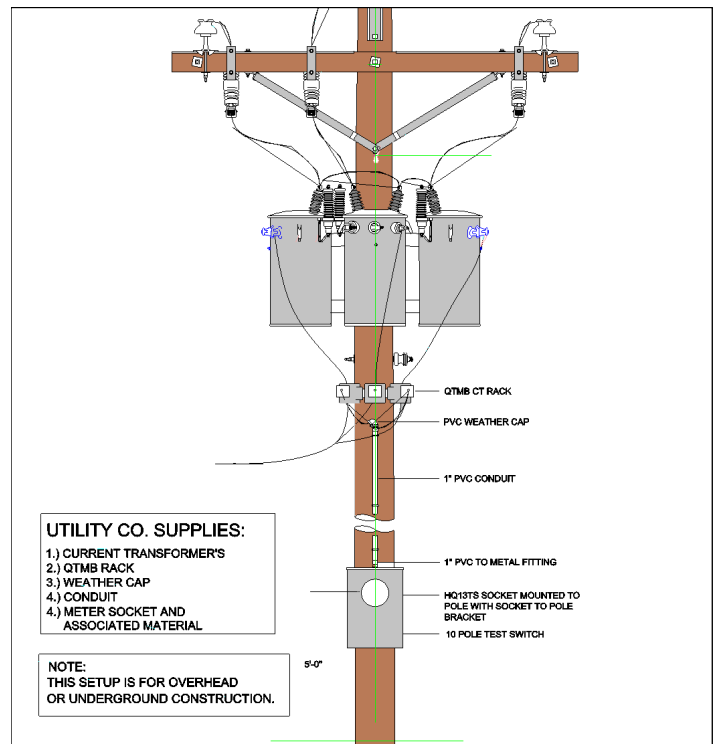 QTMB CT RACK
PVC WEATHER CAP
1" PVC CONDUIT
UTILITY CO. SUPPLIES:
1.) CURRENT TRANSFORMER'S
2.) QTMB RACK
3.) WEATHER CAP
4.) CONDUIT
4.) METER SOCKET AND
ASSOCIATED MATERIAL
1" PVC TO METAL FITTING
HQ13TS SOCKET MOUNTED TO
POLE WITH SOCKET TO POLE
BRACKET
10 POLE TEST SWITCH
NOTE:
THIS SETUP IS FOR OVERHEAD
OR UNDERGROUND CONSTRUCTION.
5'-0"